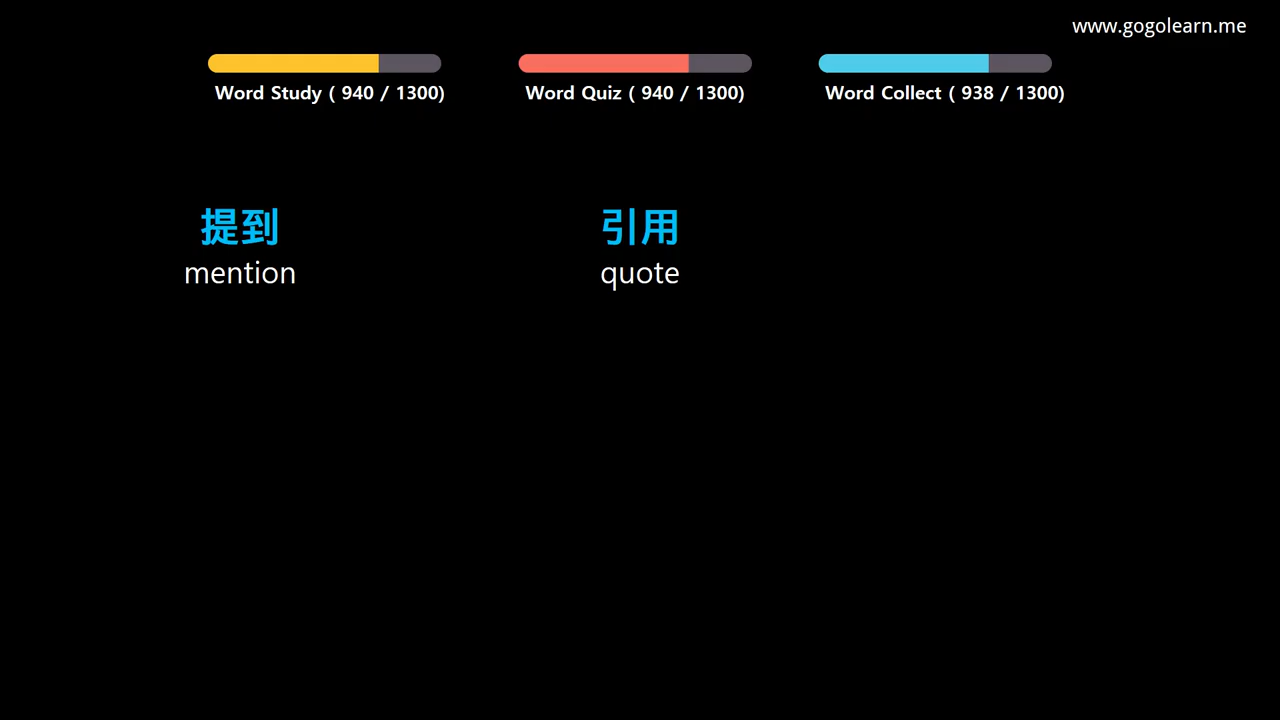 www.gogolearn.me
Word Study ( 940 / 1300)
Word Quiz ( 940 / 1300)
Word Collect ( 938 / 1300)
提到
mention
引用
quote